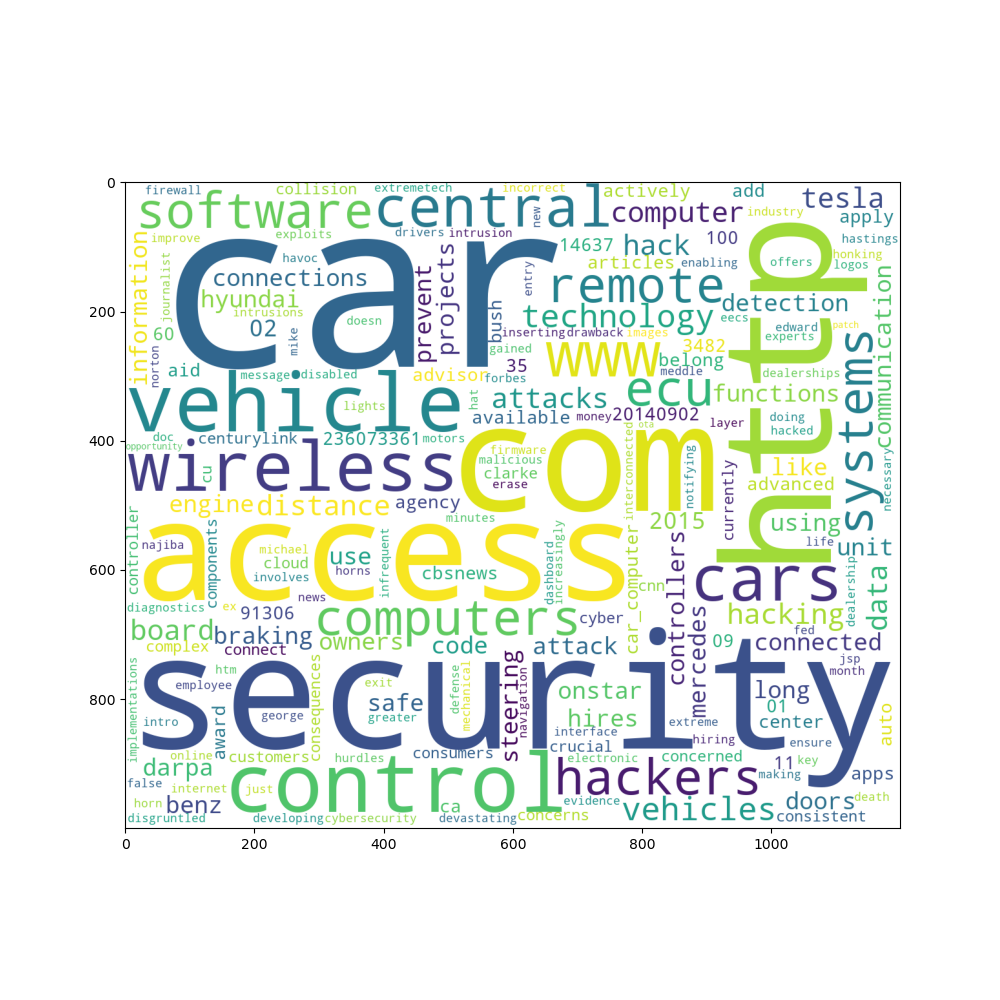 0
200
400
600
800
0
200
400
600
800
1000
firewall
collision
extremetech
incorrect
actively
add
tesla
software
central
computer
industry
apply
new
drivers
intrusion
improve
exploits
information
journalist
car
havoc
connections
hyundai
intrusions
02
doesn
60
mike
prevent
projects
entry
bush
14637
hack
100
articles
enabling
remote
technology
offers
honking
logos
hastings
http
detection
communication
eecs
edward
patch
experts
inserting
drawback
images
gained
www
3482
belong
meddle
35
norton
aid
message
disabled
advisor
forbes
dealerships
vehicle
lights
hat
attacks
ecu
functions
systems
available
money
20140902
layer
doing
hacked
doc
opportunity
centurylink
236073361
motors
com
firmware
malicious
clarke
erase
interconnected
ota
notifying
wireless
cu
currently
like
advanced
necessary
engine
distance
agency
minutes
2015
using
controller
life
unit
najiba
components
access
michael
cloud
involves
use
horns
infrequent
cbsnews
dashboard
increasingly
news
cnn
car_computer
controllers
cars
dealership
data
diagnostics
ex
91306
computers
cyber
hacking
09
fed
board
complex
braking
connect
owners
code
attack
mercedes
connected
jsp
month
htm
security
employee
exit
safe
greater
defense
mechanical
steering
navigation
onstar
hires
long
01
center
implementations
intro
award
george
consequences
interface
crucial
extreme
hiring
ensure
auto
online
customers
hurdles
consumers
electronic
concerned
11
key
darpa
making
apps
false
internet
just
control
hackers
horn
benz
ca
evidence
vehicles
doors
death
disgruntled
developing
cybersecurity
devastating
concerns
consistent